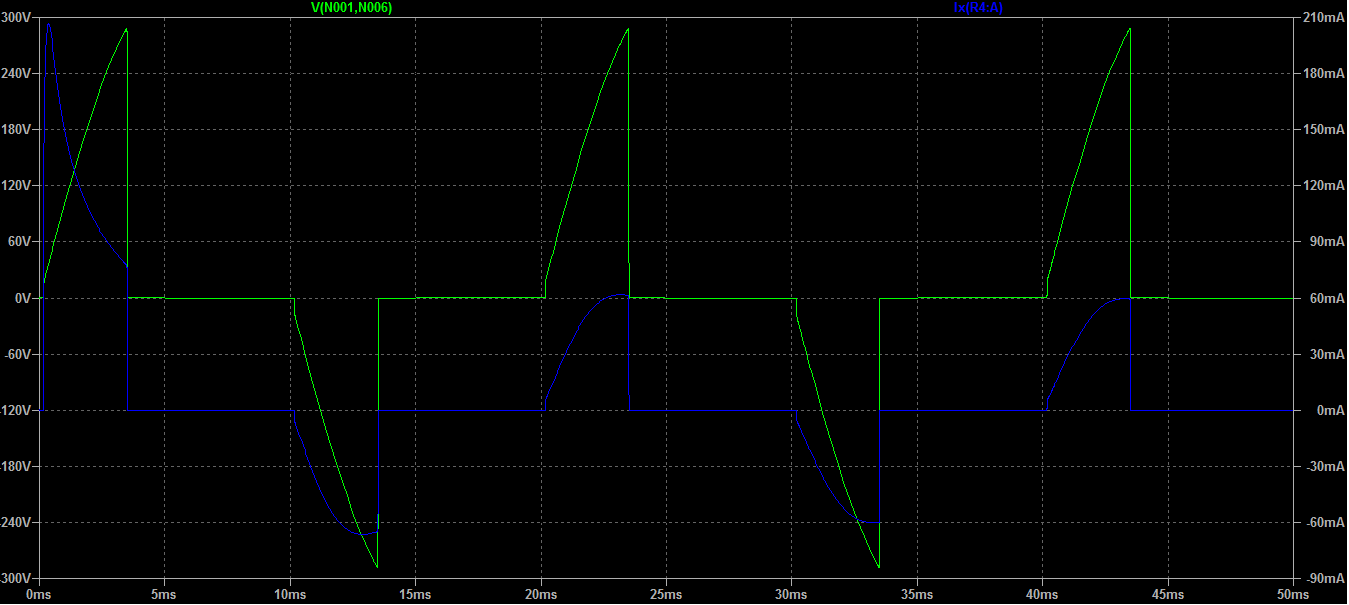 V(N001,N006) Ix(R4:A)
300V 210mA
240V 180mA
180V 150mA
120V 120mA
60V 90mA
0V 60mA
-60V 30mA
-120V 0mA
-180V -30mA
-240V -60mA
-300V -90mA
0ms 5ms 10ms 15ms 20ms 25ms 30ms 35ms 40ms 45ms 50ms